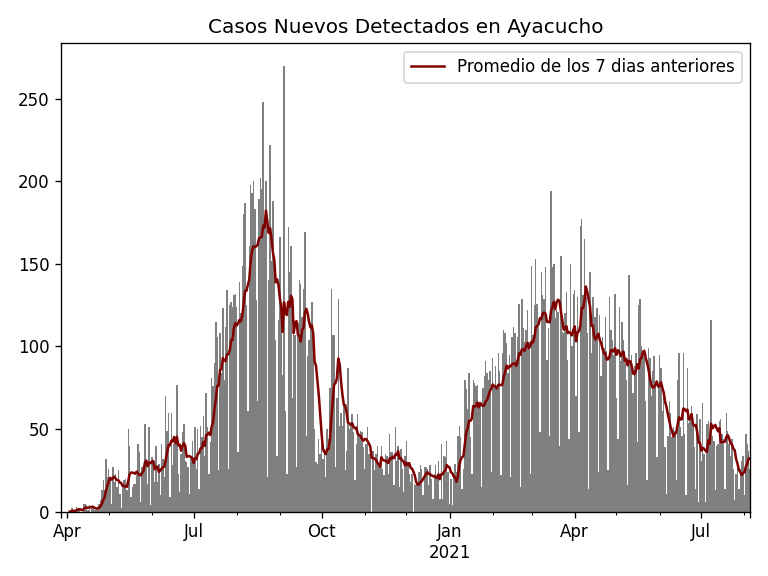 Casos Nuevos Detectados en Ayacucho
Promedio de los 7 dias anteriores
250
200
150
100
50
0
Apr Jul Oct Jan Apr Jul
2021